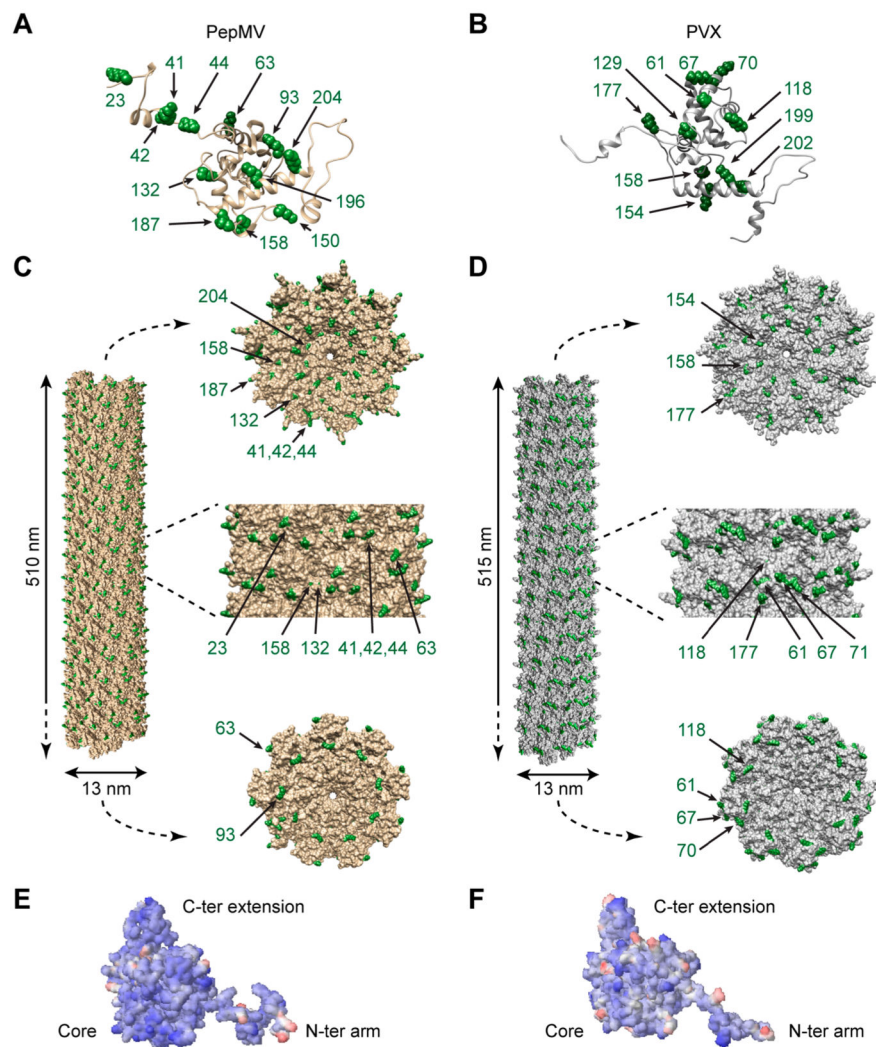 A
PepMV
41
44
63
93
204
23
42
132
196
187
158
150
B
PVX
61
67
70
129
118
177
199
202
158
154
C
204
158
187
132
41,42,44
510 nm
23
158
132
41,42,44
63
13 nm
63
93
D
154
158
177
515 nm
118
177
61
67
71
13 nm
118
61
67
70
E
C-ter extension
Core
N-ter arm
F
C-ter extension
Core
N-ter arm